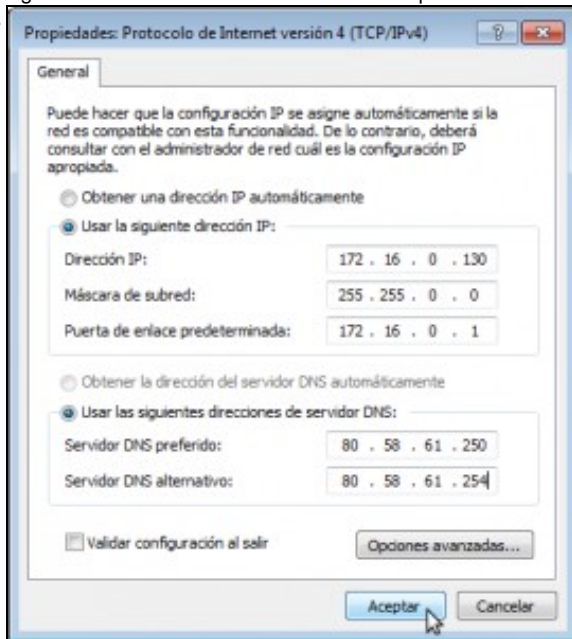 Propiedades: Protocolo de Internet versión 4 (TCP/IPv4)
General
Puede hacer que la configuración IP se asigne automáticamente si la
red es compatible con esta funcionalidad. De lo contrario, deberá
consultar con el administrador de red cuál es la configuración IP
apropiada.
Obtener una dirección IP automáticamente
Usar la siguiente dirección IP:
Dirección IP: 172 . 16 . 0 . 130
Máscara de subred: 255 . 255 . 0 . 0
Puerta de enlace predeterminada: 172 . 16 . 0 . 1
Obtener la dirección del servidor DNS automáticamente
Usar las siguientes direcciones de servidor DNS:
Servidor DNS preferido: 80 . 58 . 61 . 250
Servidor DNS alternativo: 80 . 58 . 61 . 254
Validar configuración al salir Opciones avanzadas...
Aceptar Cancelar